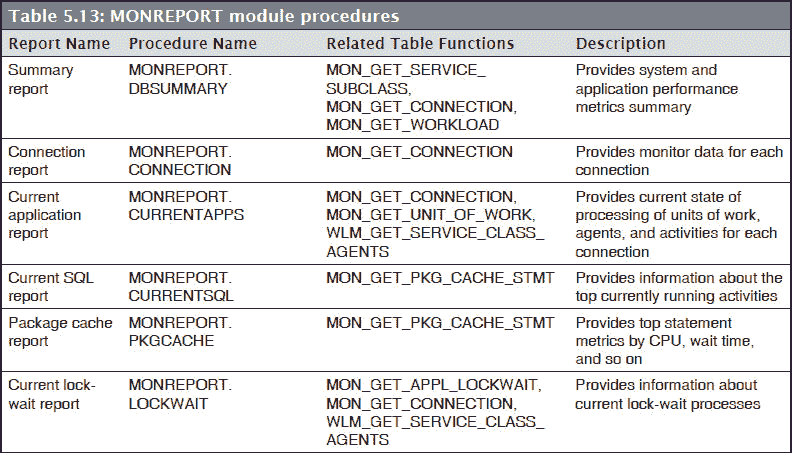 Table 5.13: MONREPORT module procedures
Report Name Procedure Name Related Table Functions Description
Summary report
MONREPORT.
DBSUMMARY
MON_GET_SERVICE_
SUBCLASS,
MON_GET_CONNECTION,
MON_GET_WORKLOAD
Provides system and
application performance
metrics summary
Connection
report
MONREPORT.
CONNECTION
MON_GET_CONNECTION
Provides monitor data for each
connection
Current
application
report
MONREPORT.
CURRENTAPPS
MON_GET_CONNECTION,
MON_GET_UNIT_OF_WORK,
WLM_GET_SERVICE_CLASS_
AGENTS
Provides current state of
processing of units of work,
agents, and activities for each
connection
Current SQL
report
MONREPORT.
CURRENTSQL
MON_GET_PKG_CACHE_STMT
Provides information about the
top currently running activities
Package cache
report
MONREPORT.
PKGCACHE
MON_GET_PKG_CACHE_STMT
Provides top statement
metrics by CPU, wait time,
and so on
Current lock-
wait report
MONREPORT.
LOCKWAIT
MON_GET_APPL_LOCKWAIT,
MON_GET_CONNECTION,
WLM_GET_SERVICE_CLASS_
AGENTS
Provides information about
current lock-wait processes